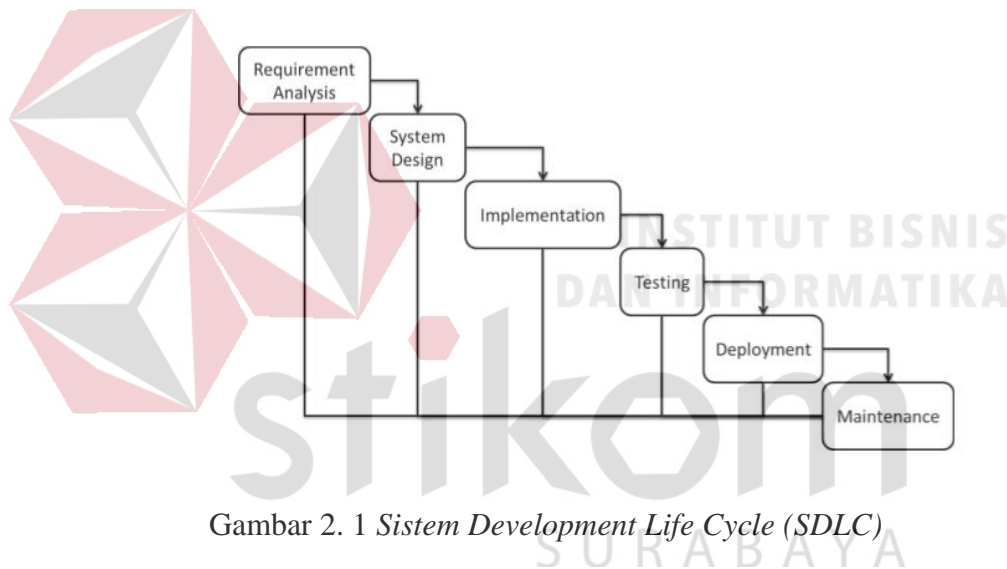 Requirement
Analysis
System
Design
Implementation
INSTITUT BISNIS
DAN INFORMATIKA
Testing
Deployment
Maintenance
stikom
Gambar 2. 1 Sistem Development Life Cycle (SDLC)
SURABAYA